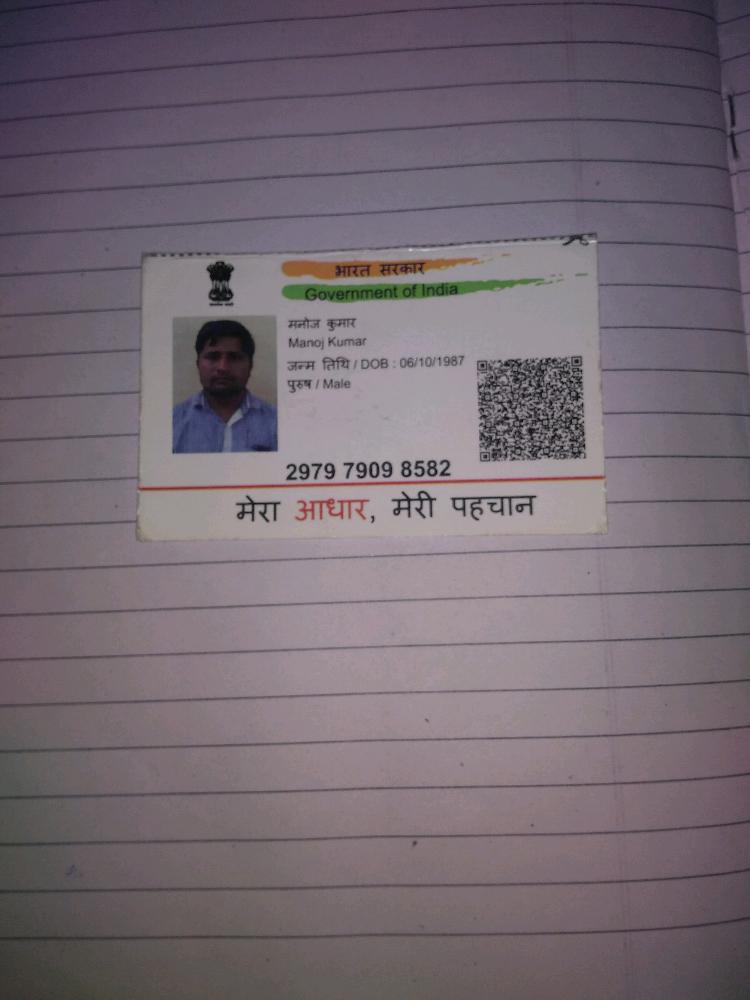 भारत सरकार
Government of India
मनोज कुमार
Manoj Kumar
जन्म तिथि / DOB : 06/10/1987
पुरुष / Male
2979 7909 8582
मेरा आधार, मेरी पहचान